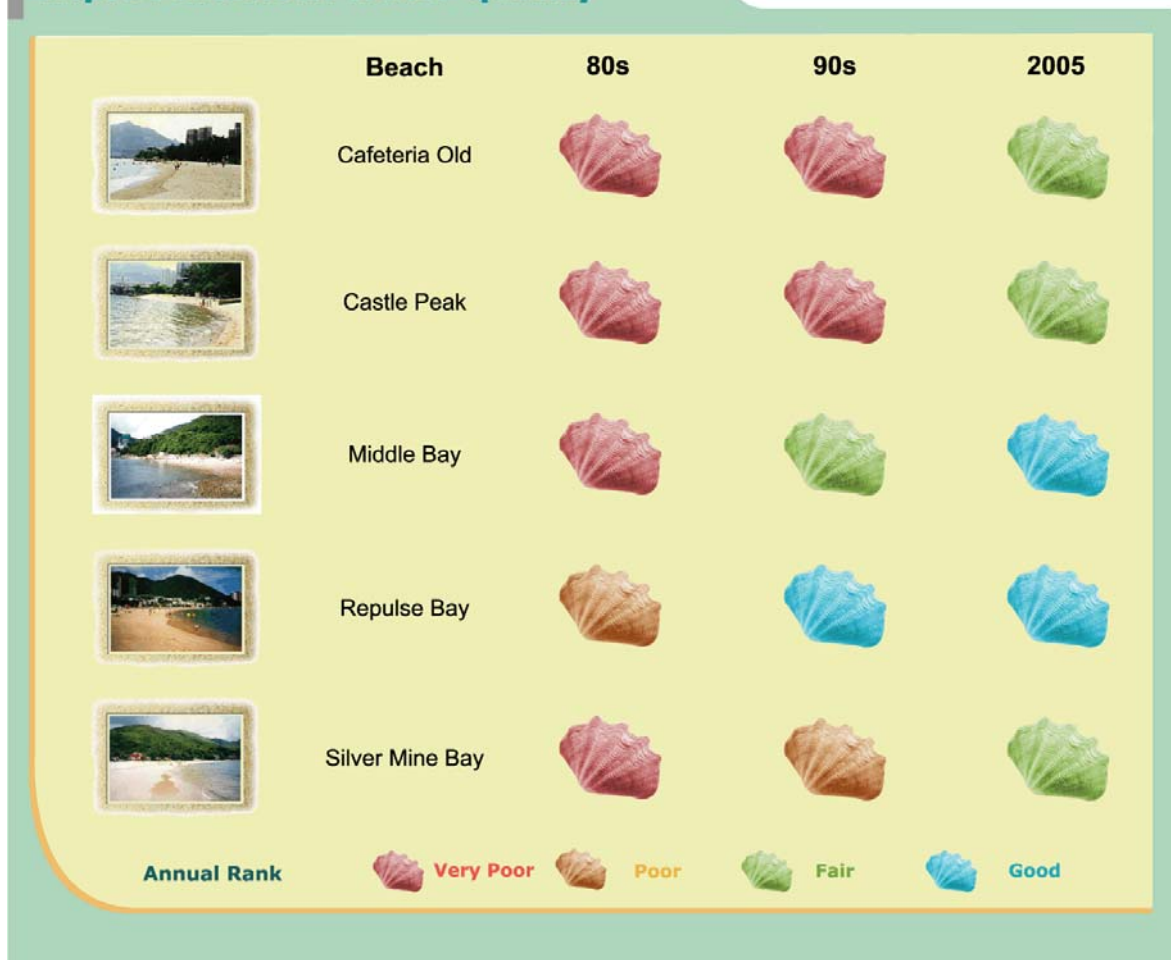 Beach 80s 90s 2005
Cafeteria Old
Castle Peak
Middle Bay
Repulse Bay
Silver Mine Bay
Annual Rank Very Poor Poor Fair Good